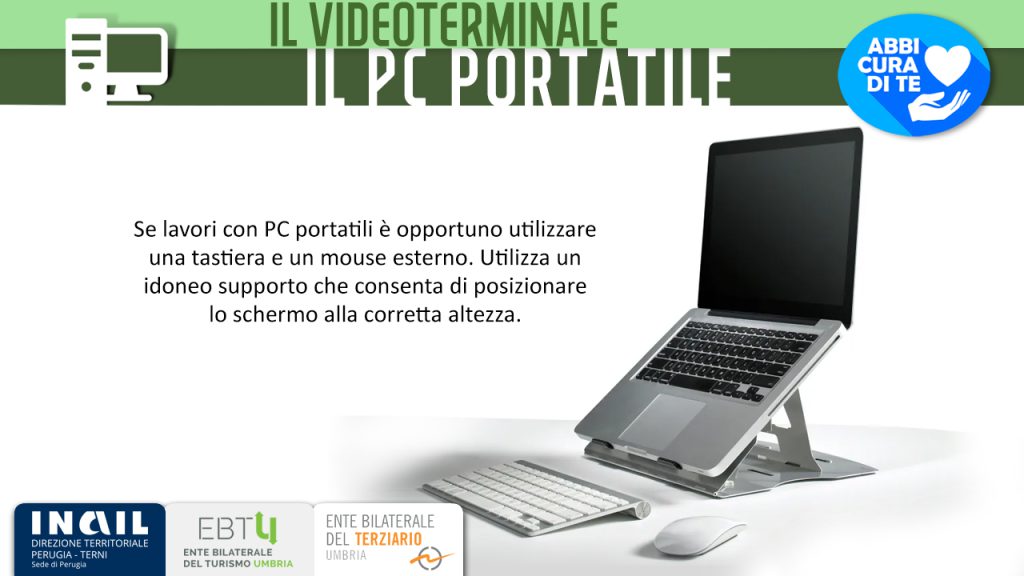 IL VIDEOTERMINALE
IL PC PORTATILE
ABBI
CURA
DI TE
Se lavori con PC portatili è opportuno utilizzare
una tastiera e un mouse esterno. Utilizza un
idoneo supporto che consenta di posizionare
lo schermo alla corretta altezza.
INAIL
DIREZIONE TERRITORIALE
PERUGIA - TERNI
Sede di Perugia
EBT4
ENTE BILATERALE
DEL TURISMO UMBRIA
ENTE BILATERALE
DEL TERZIARIO
UMBRIA